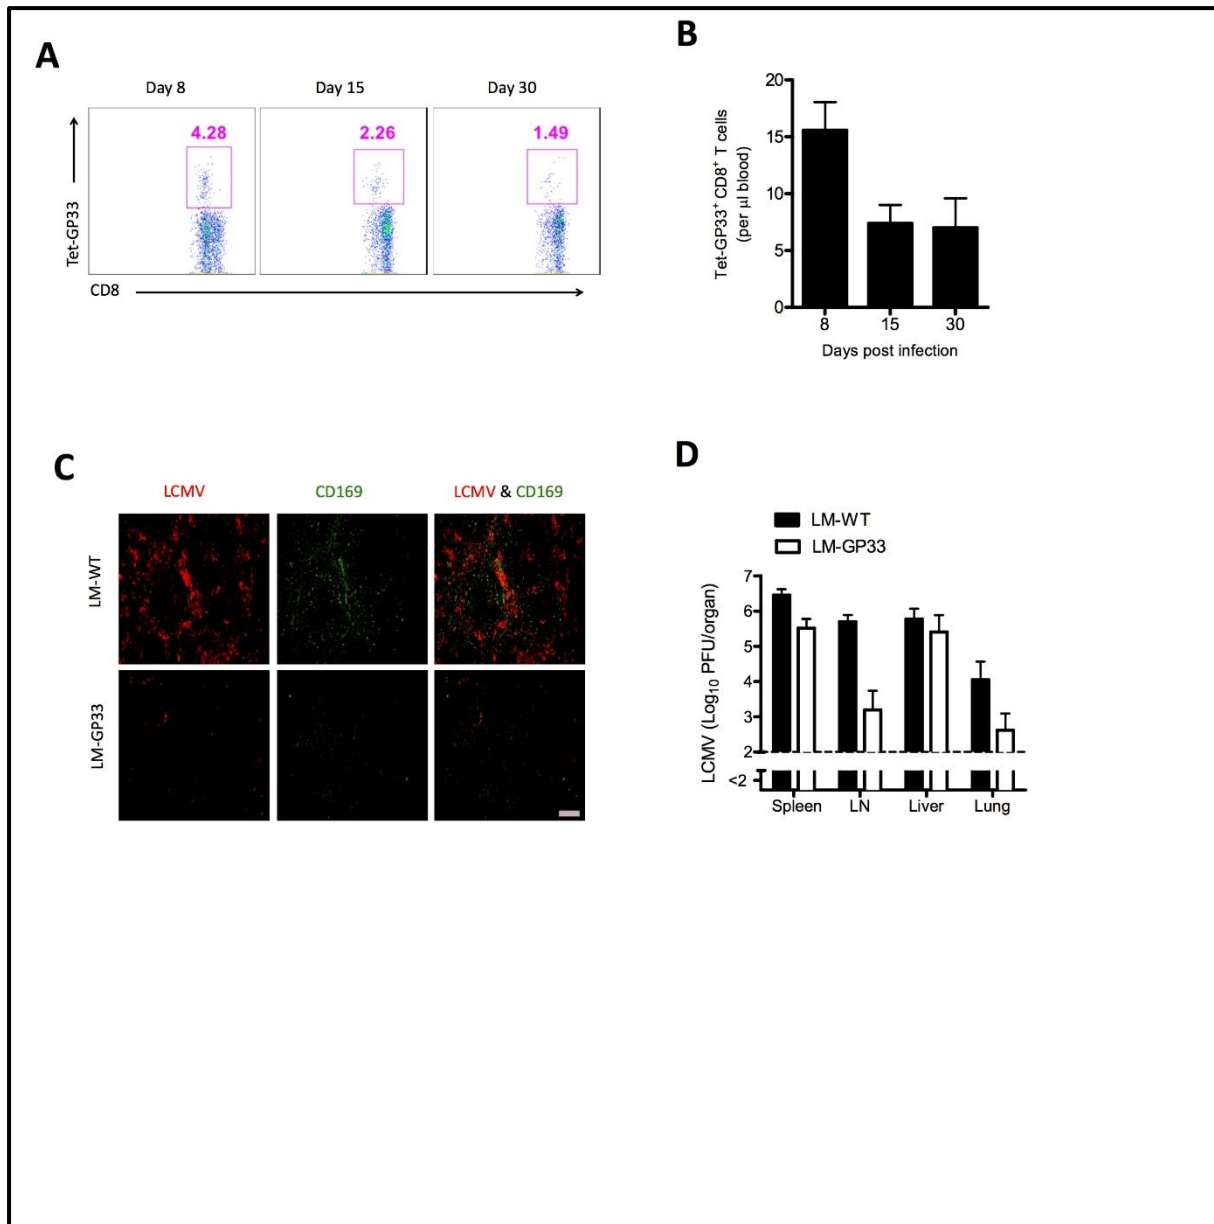 A
Day 8
Day 15
Day 30
4.28
2.26
1.49
Tet-GP33
CD8
B
20
15
10
5
0
Tet-GP33⁺ CD8⁺ T cells
(per µl blood)
8
15
30
Days post infection
C
LCMV
CD169
LCMV & CD169
LM-WT
LM-GP33
D
LM-WT
LM-GP33
7
6
5
4
3
2
<2
LCMV (Log₁₀ PFU/organ)
Spleen
LN
Liver
Lung